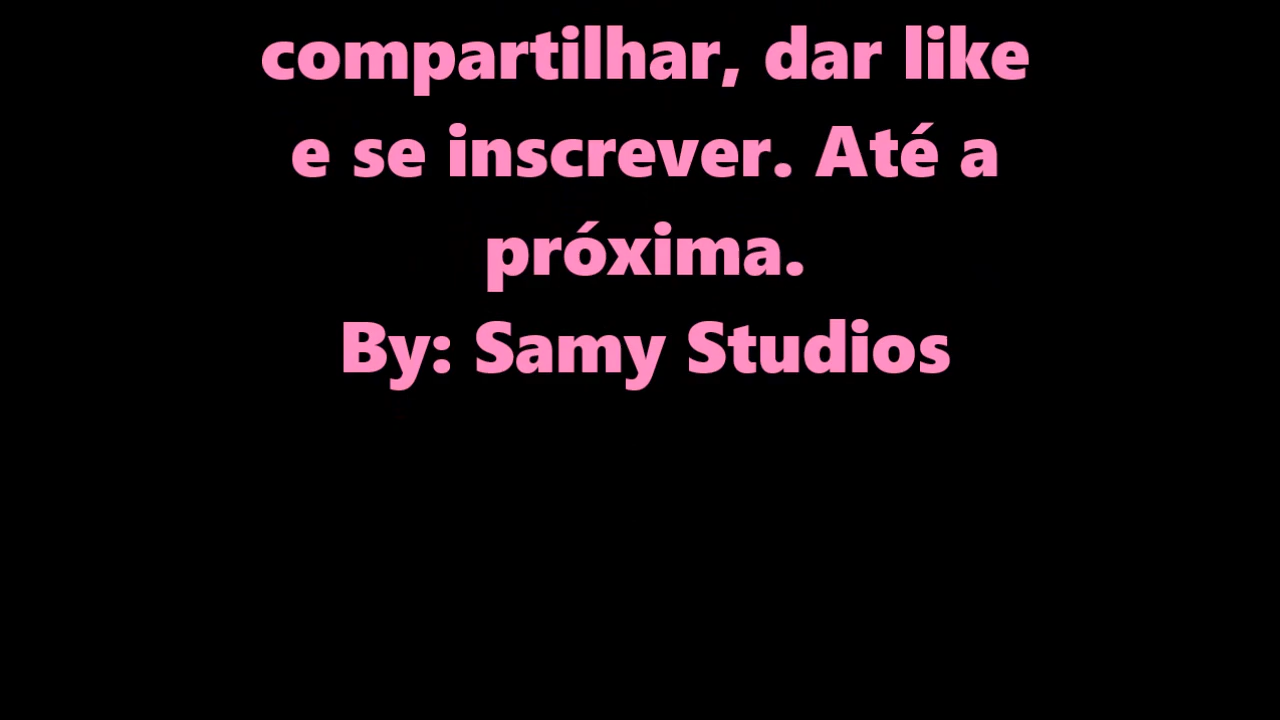 compartilhar, dar like
e se inscrever. Até a
próxima.
By: Samy Studios